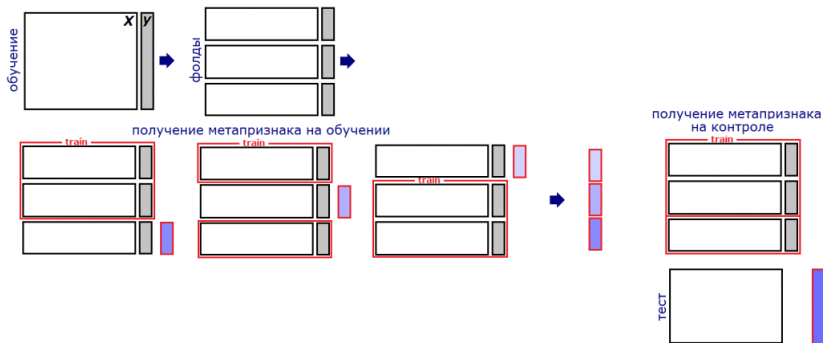 X y
обучение
фолды
получение метапризнака на обучении
получение метапризнака
на контроле
train
train
train
train
тест